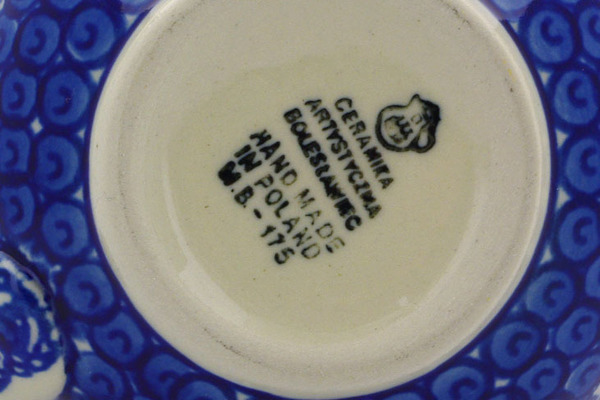 CERAMIKA
ARTYSTYCZNA
BOLESŁAWIEC
HAND MADE
IN POLAND
W.B.-175